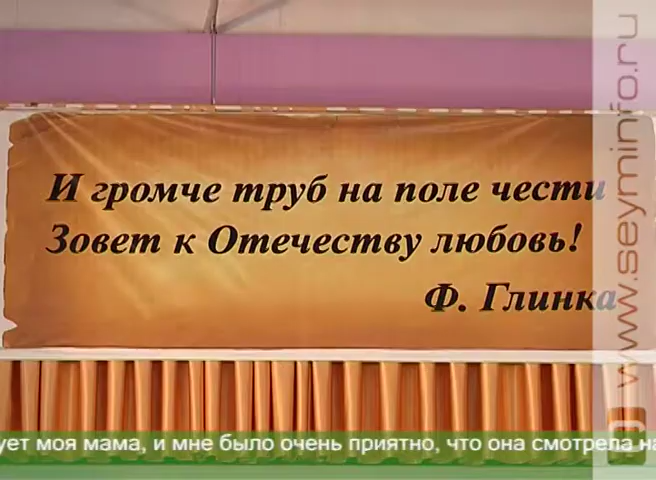 И громче труб на поле чести
Зовет к Отечеству любовь!
Ф. Глинка
ует моя мама, и мне было очень приятно, что она смотрела на
www.seyminfo.ru